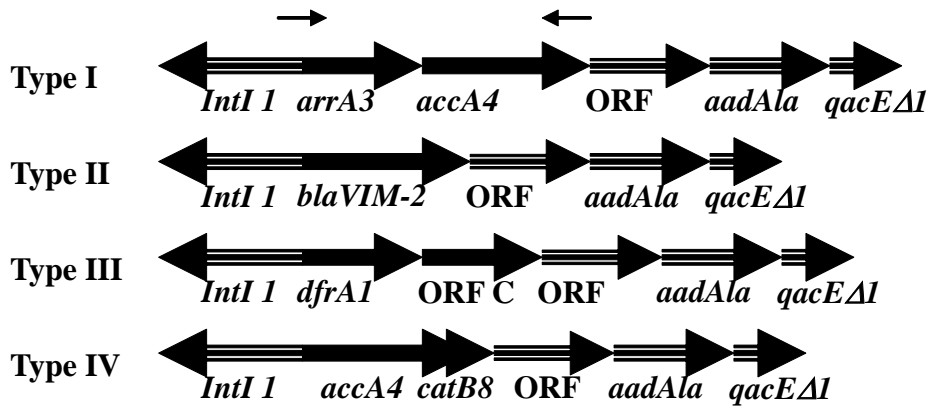 Type I
IntI 1 arrA3 accA4 ORF aadAla qacEΔ1
Type II
IntI 1 blaVIM-2 ORF aadAla qacEΔ1
Type III
IntI 1 dfrA1 ORF C ORF aadAla qacEΔ1
Type IV
IntI 1 accA4 catB8 ORF aadAla qacEΔ1